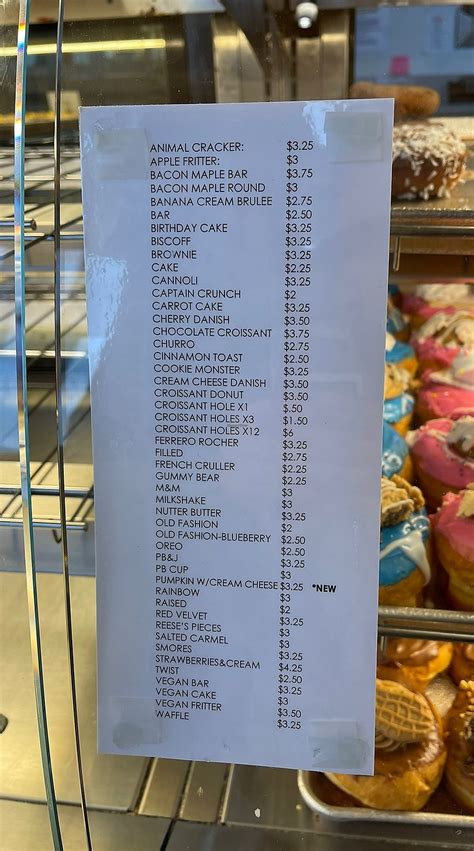 ANIMAL CRACKER: $3.25
APPLE FRITTER: $3
BACON MAPLE BAR $3.75
BACON MAPLE ROUND $3
BANANA CREAM BRULEE $2.75
BAR $2.50
BIRTHDAY CAKE $3.25
BISCOFF $3.25
BROWNIE $3.25
CAKE $2.25
CANNOLI $3.25
CAPTAIN CRUNCH $2
CARROT CAKE $3.25
CHERRY DANISH $3.50
CHOCOLATE CROISSANT $3.75
CHURRO $2.75
CINNAMON TOAST $2.50
COOKIE MONSTER $3.25
CREAM CHEESE DANISH $3.50
CROISSANT DONUT $3.50
CROISSANT HOLE X1 $.50
CROISSANT HOLES X3 $1.50
CROISSANT HOLES X12 $6
FERRERO ROCHER $3.25
FILLED $2.75
FRENCH CRULLER $2.25
GUMMY BEAR $2.25
M&M $3
MILKSHAKE $3
NUTTER BUTTER $3.25
OLD FASHION $2
OLD FASHION-BLUEBERRY $2.50
OREO $2.50
PB&J $3.25
PB CUP $3
PUMPKIN W/CREAM CHEESE $3.25 *NEW
RAINBOW $3
RAISED $2
RED VELVET $3.25
REESE'S PIECES $3
SALTED CARMEL $3
SMORES $3.25
STRAWBERRIES&CREAM $4.25
TWIST $2.50
VEGAN BAR $3.25
VEGAN CAKE $3
VEGAN FRITTER $3.50
WAFFLE $3.25